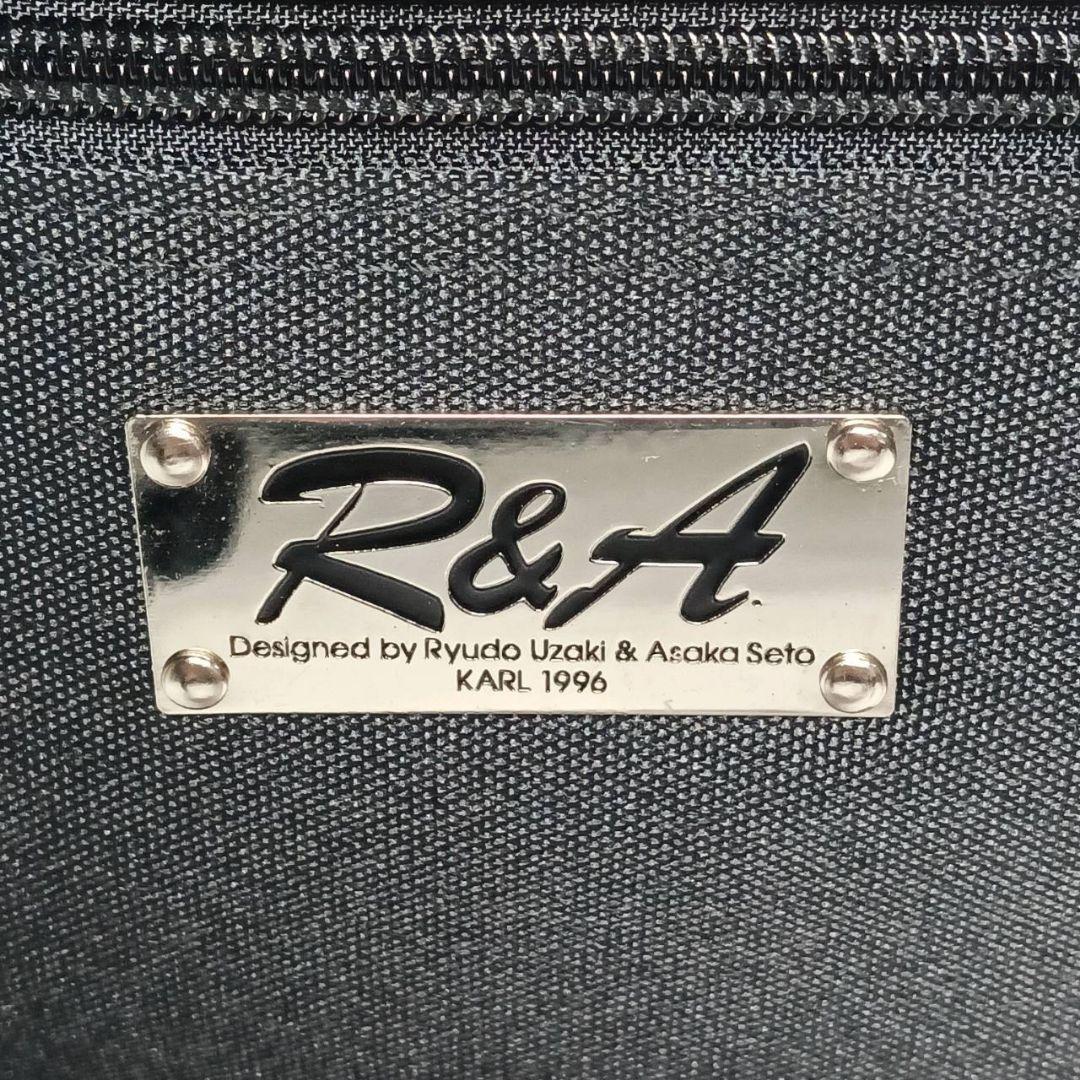 R&A.
Designed by Ryudo Uzaki & Asaka Seto
KARL 1996